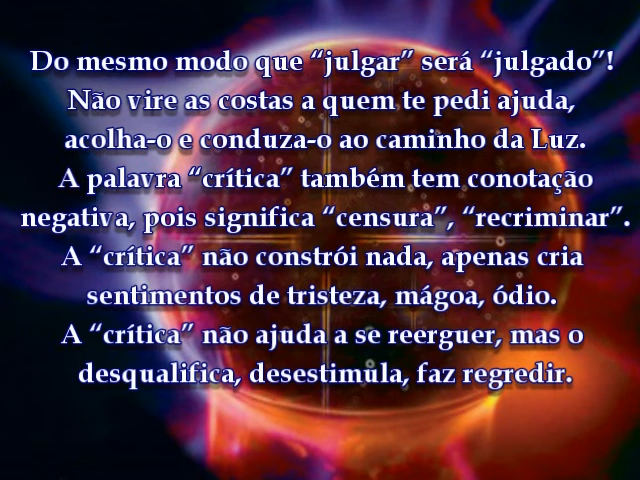 Do mesmo modo que “julgar” será “julgado”!
Não vire as costas a quem te pedi ajuda,
acolha-o e conduza-o ao caminho da Luz.
A palavra “crítica” também tem conotação
negativa, pois significa “censura”, “recriminar”.
A “crítica” não constrói nada, apenas cria
sentimentos de tristeza, mágoa, ódio.
A “crítica” não ajuda a se reerguer, mas o
desqualifica, desestimula, faz regredir.